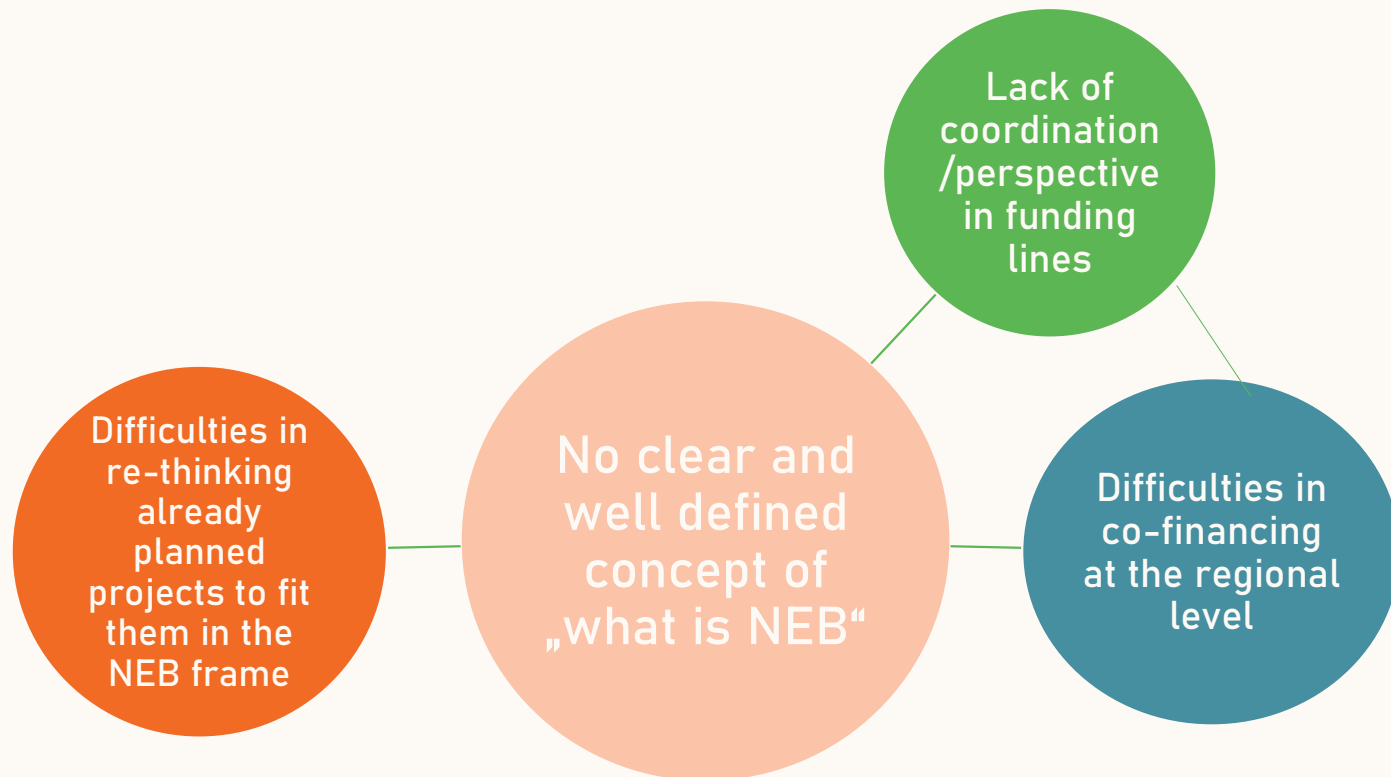 Lack of
coordination
/perspective
in funding
lines
Difficulties in
re-thinking
already
planned
projects to fit
them in the
NEB frame
No clear and
well defined
concept of
„what is NEB“
Difficulties in
co-financing
at the regional
level